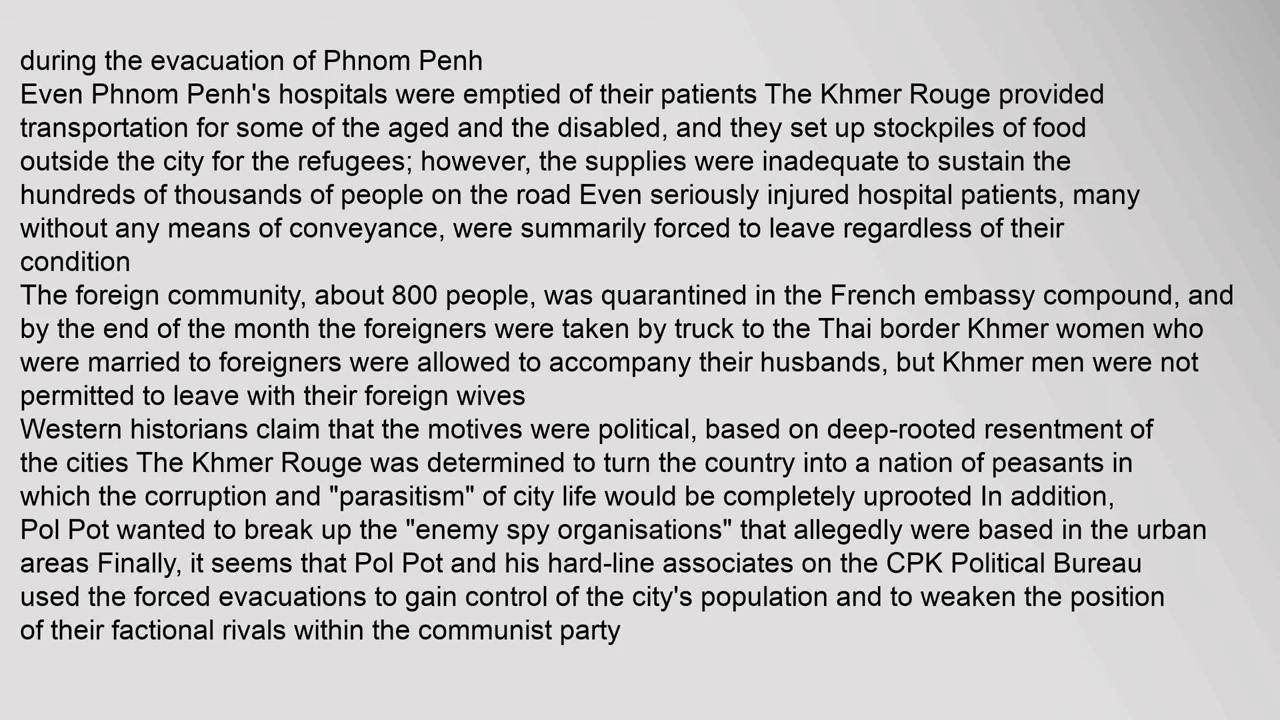 during the evacuation of Phnom Penh
Even Phnom Penh's hospitals were emptied of their patients The Khmer Rouge provided
transportation for some of the aged and the disabled, and they set up stockpiles of food
outside the city for the refugees; however, the supplies were inadequate to sustain the
hundreds of thousands of people on the road Even seriously injured hospital patients, many
without any means of conveyance, were summarily forced to leave regardless of their
condition
The foreign community, about 800 people, was quarantined in the French embassy compound, and
by the end of the month the foreigners were taken by truck to the Thai border Khmer women who
were married to foreigners were allowed to accompany their husbands, but Khmer men were not
permitted to leave with their foreign wives
Western historians claim that the motives were political, based on deep-rooted resentment of
the cities The Khmer Rouge was determined to turn the country into a nation of peasants in
which the corruption and "parasitism" of city life would be completely uprooted In addition,
Pol Pot wanted to break up the "enemy spy organisations" that allegedly were based in the urban
areas Finally, it seems that Pol Pot and his hard-line associates on the CPK Political Bureau
used the forced evacuations to gain control of the city's population and to weaken the position
of their factional rivals within the communist party